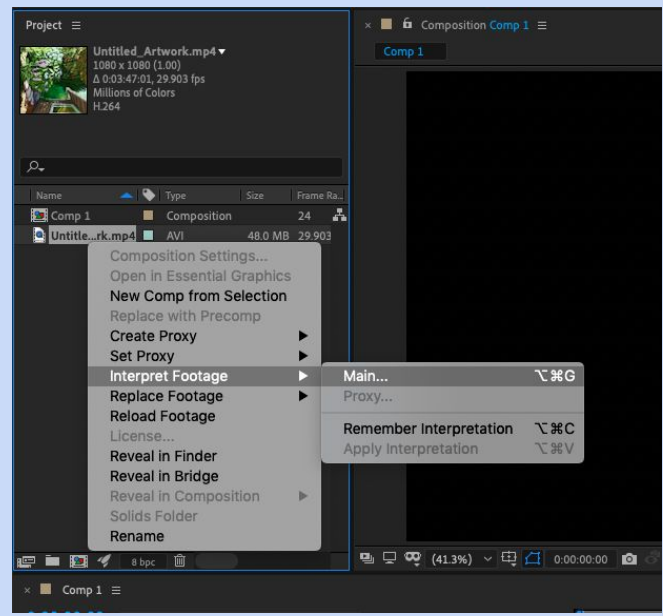 Project
Untitled_Artwork.mp4
1080 x 1080 (1.00)
Δ 0:03:47:01, 29.903 fps
Millions of Colors
H.264
Name Type Size Frame Ra...
Comp 1 Composition 24
Untitle...rk.mp4 AVI 48.0 MB 29.903
Composition Settings...
Open in Essential Graphics
New Comp from Selection
Replace with Precomp
Create Proxy
Set Proxy
Interpret Footage
Replace Footage
Reload Footage
License...
Reveal in Finder
Reveal in Bridge
Reveal in Composition
Solids Folder
Rename
Main... ⌥⌘G
Proxy...
Remember Interpretation ⌥⌘C
Apply Interpretation ⌥⌘V
8 bpc
Composition Comp 1
Comp 1
(41.3%) 0:00:00:00
Comp 1